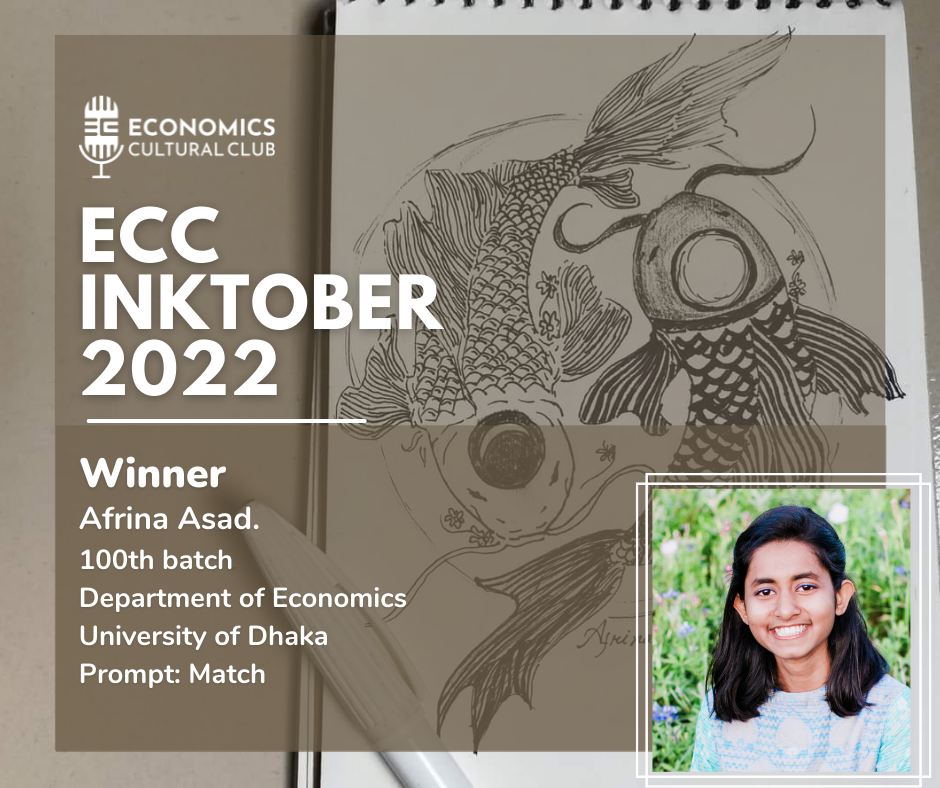 ECONOMICS
CULTURAL CLUB
ECC
INKTOBER
2022
Winner
Afrina Asad.
100th batch
Department of Economics
University of Dhaka
Prompt: Match